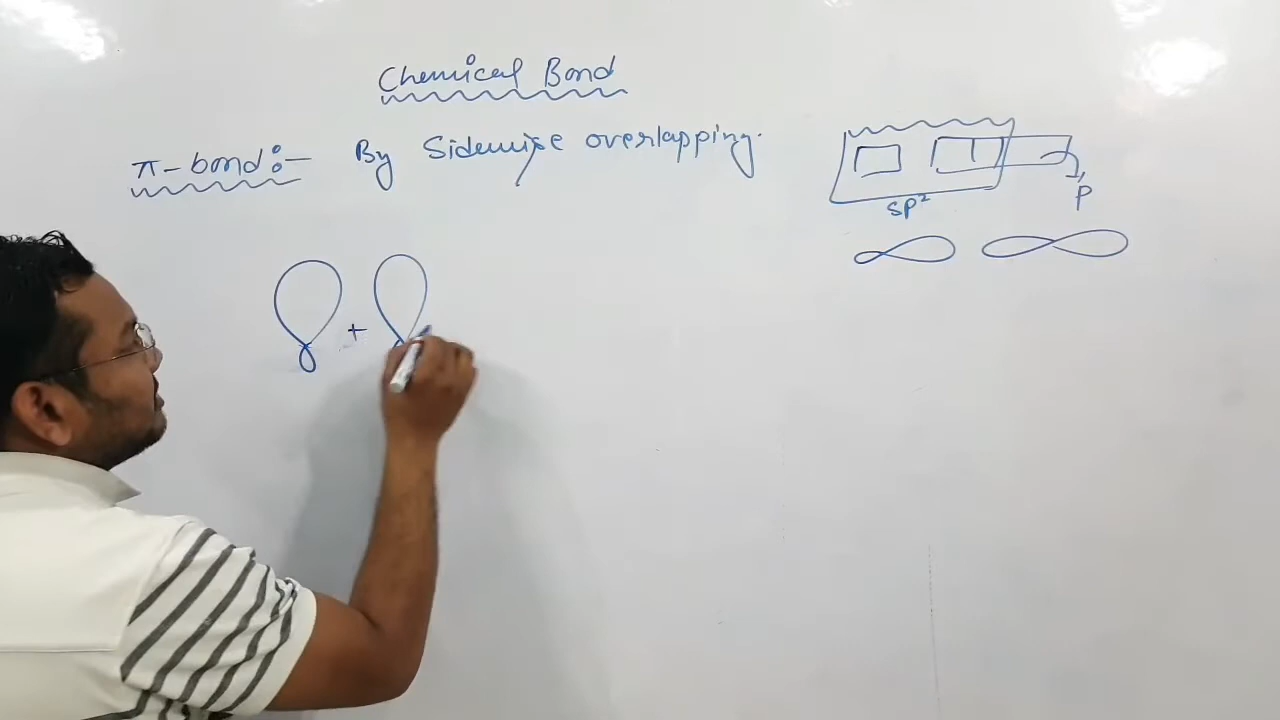 Chemical Bond
π-bond:- By Sidewise overlapping.
sp²
p
+